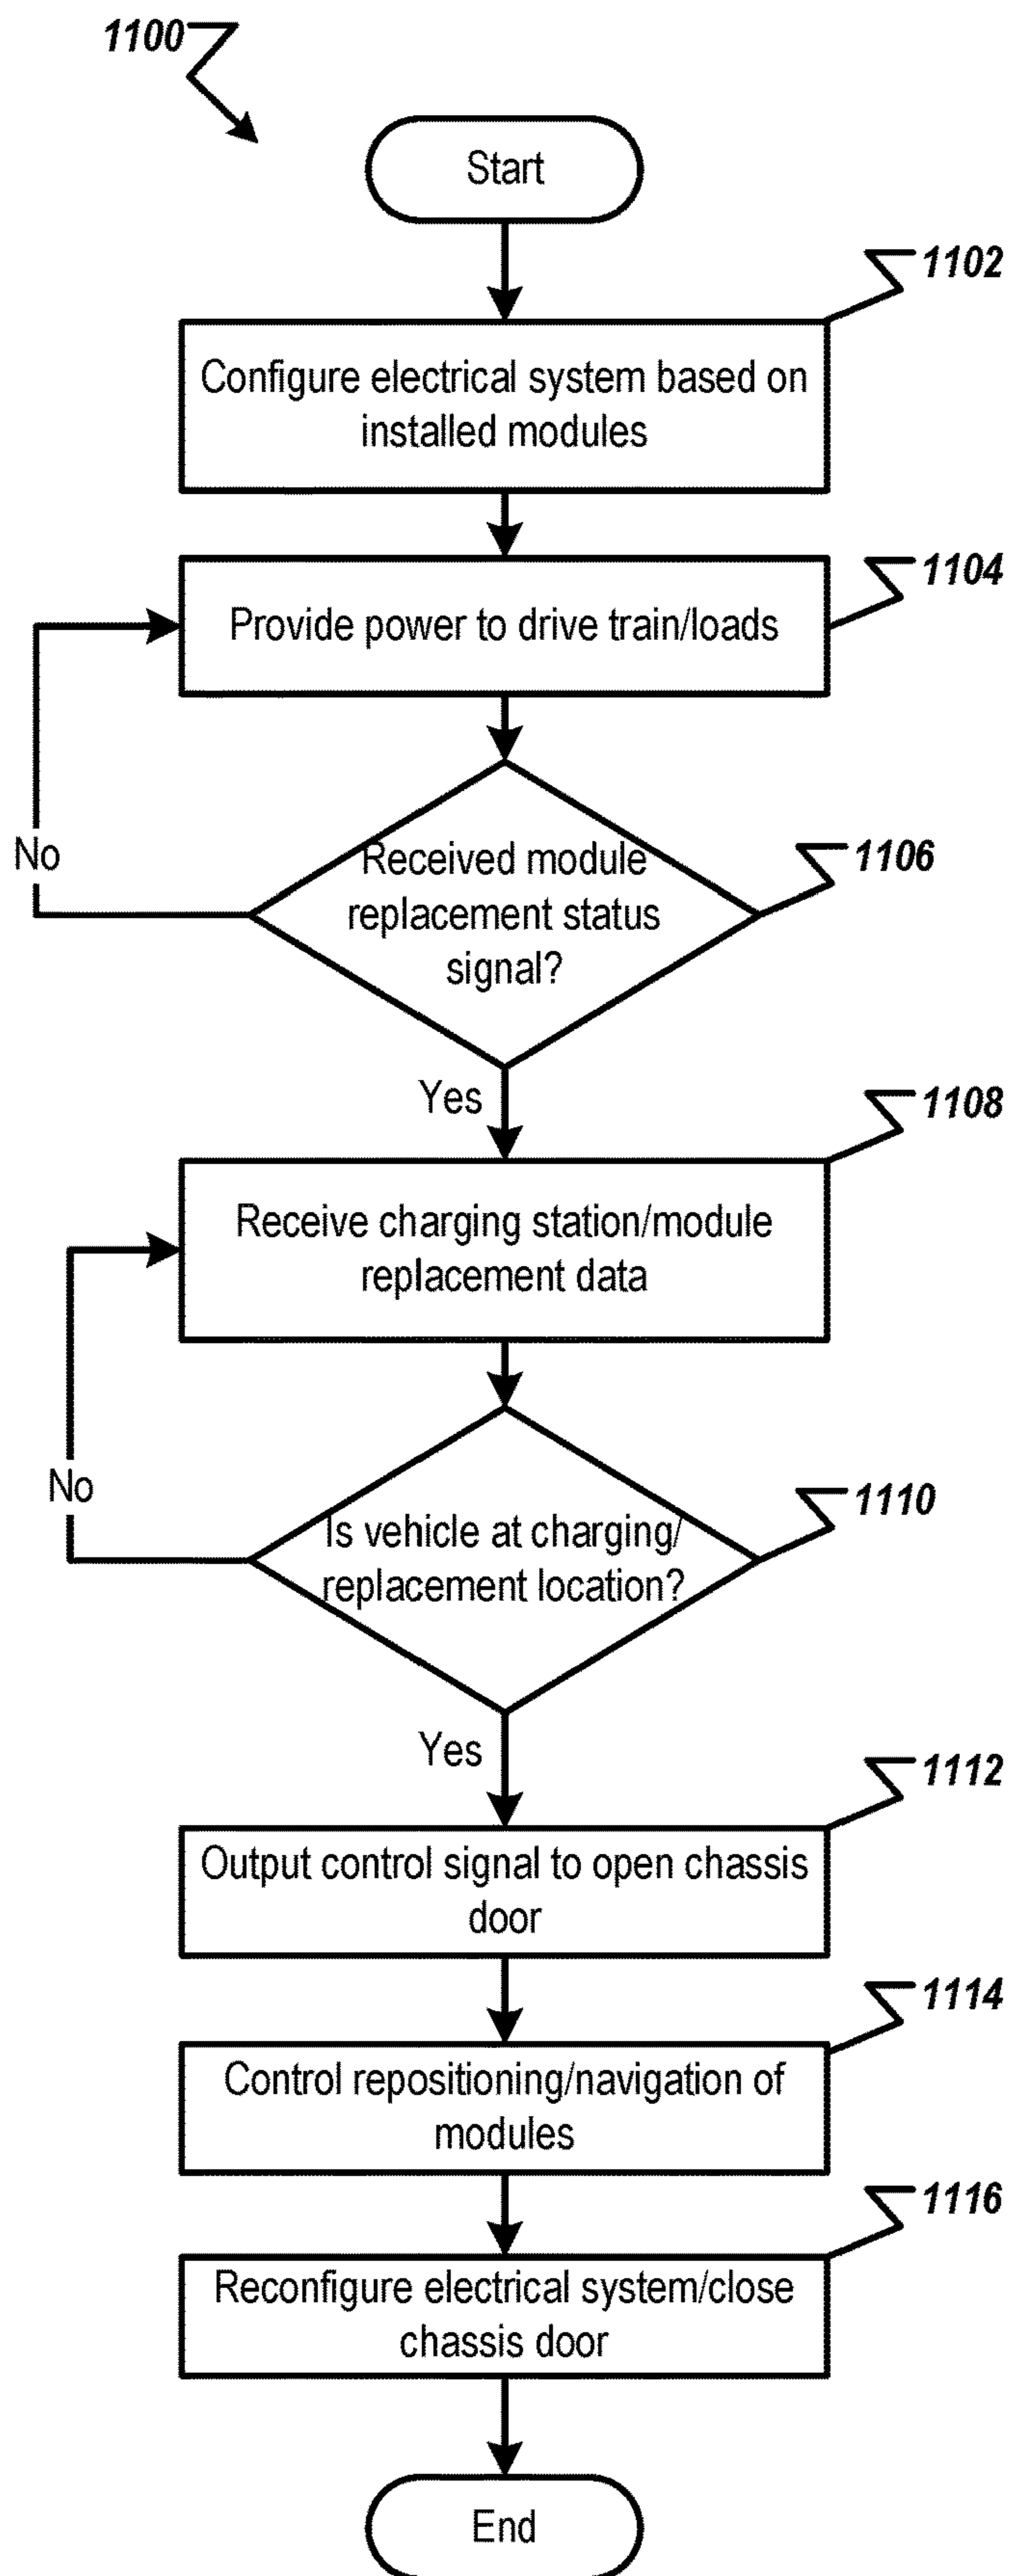 1100
Start
1102
Configure electrical system based on
installed modules
1104
Provide power to drive train/loads
No
1106
Received module
replacement status
signal?
Yes
1108
Receive charging station/module
replacement data
No
1110
Is vehicle at charging/
replacement location?
Yes
1112
Output control signal to open chassis
door
1114
Control repositioning/navigation of
modules
1116
Reconfigure electrical system/close
chassis door
End